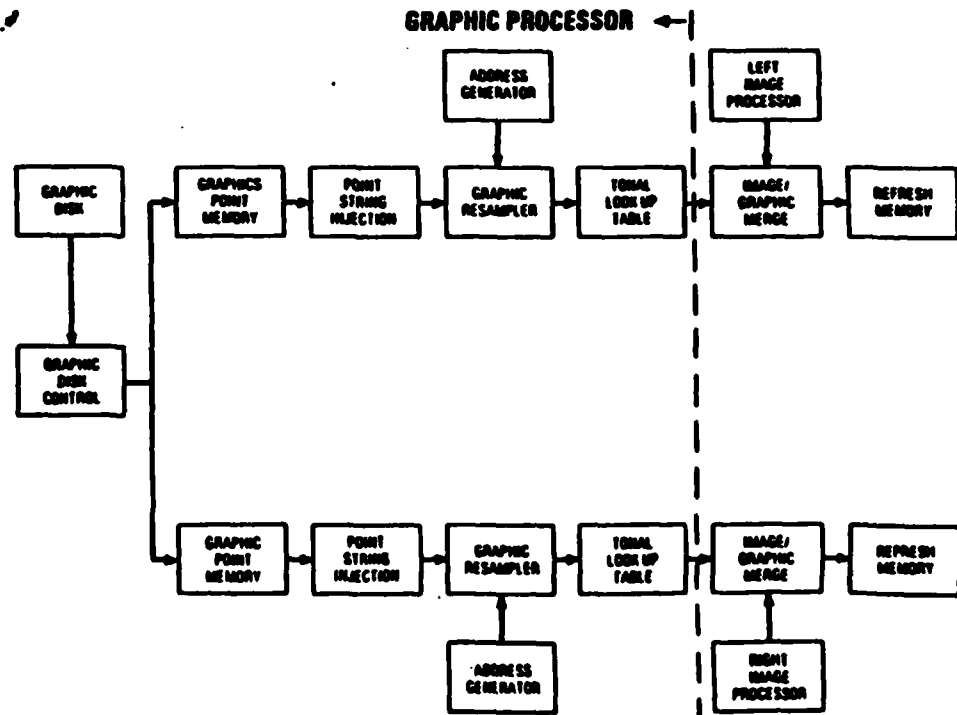 GRAPHIC PROCESSOR
ADDRESS
GENERATOR
LEFT
IMAGE
PROCESSOR
GRAPHIC
DISK
GRAPHICS
POINT
MEMORY
POINT
STRING
INJECTION
GRAPHIC
RESAMPLER
TONAL
LOOK UP
TABLE
IMAGE/
GRAPHIC
MERGE
REFRESH
MEMORY
GRAPHIC
DISK
CONTROL
GRAPHIC
POINT
MEMORY
POINT
STRING
INJECTION
GRAPHIC
RESAMPLER
TONAL
LOOK UP
TABLE
IMAGE/
GRAPHIC
MERGE
REFRESH
MEMORY
ADDRESS
GENERATOR
RIGHT
IMAGE
PROCESSOR